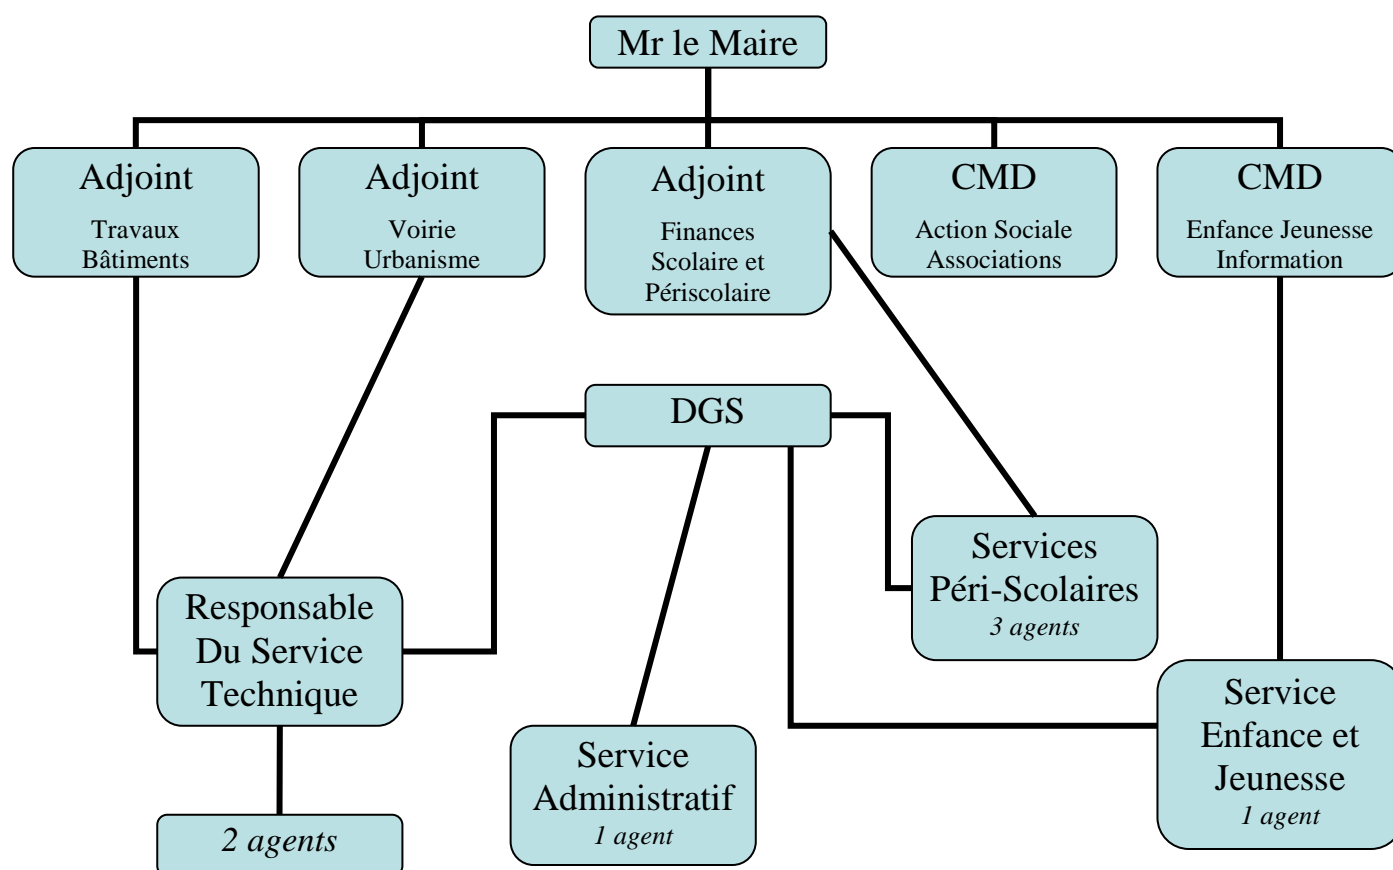 Mr le Maire
Adjoint
Travaux
Bâtiments
Adjoint
Voirie
Urbanisme
Adjoint
Finances
Scolaire et
Périscolaire
CMD
Action Sociale
Associations
CMD
Enfance Jeunesse
Information
DGS
Services
Péri-Scolaires
3 agents
Responsable
Du Service
Technique
Service
Enfance et
Jeunesse
1 agent
Service
Administratif
1 agent
2 agents